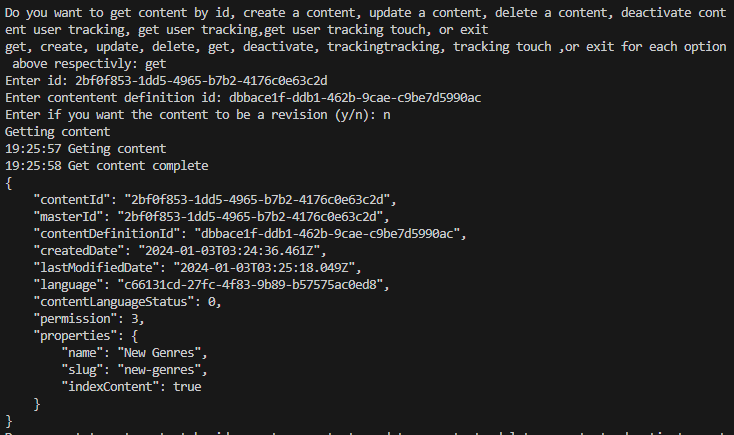 Do you want to get content by id, create a content, update a content, delete a content, deactivate cont
ent user tracking, get user tracking,get user tracking touch, or exit
get, create, update, delete, get, deactivate, trackingtracking, tracking touch ,or exit for each option
 above respectivly: get
Enter id: 2bf0f853-1dd5-4965-b7b2-4176c0e63c2d
Enter contentent definition id: dbbace1f-ddb1-462b-9cae-c9be7d5990ac
Enter if you want the content to be a revision (y/n): n
Getting content
19:25:57 Geting content
19:25:58 Get content complete
{
    "contentId": "2bf0f853-1dd5-4965-b7b2-4176c0e63c2d",
    "masterId": "2bf0f853-1dd5-4965-b7b2-4176c0e63c2d",
    "contentDefinitionId": "dbbace1f-ddb1-462b-9cae-c9be7d5990ac",
    "createdDate": "2024-01-03T03:24:36.461Z",
    "lastModifiedDate": "2024-01-03T03:25:18.049Z",
    "language": "c66131cd-27fc-4f83-9b89-b57575ac0ed8",
    "contentLanguageStatus": 0,
    "permission": 3,
    "properties": {
        "name": "New Genres",
        "slug": "new-genres",
        "indexContent": true
    }
}